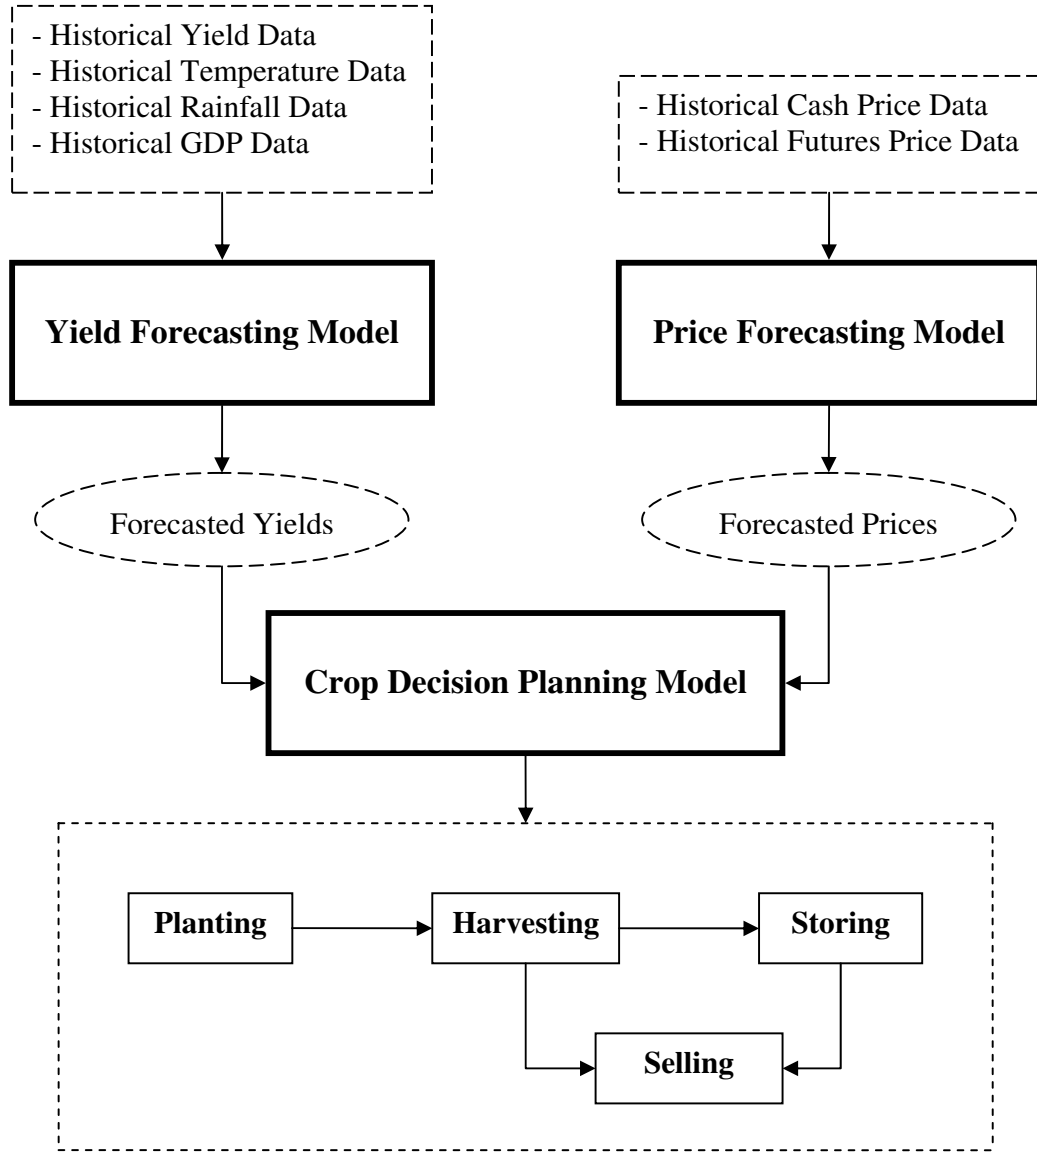 - Historical Yield Data
- Historical Temperature Data
- Historical Rainfall Data
- Historical GDP Data
- Historical Cash Price Data
- Historical Futures Price Data
Yield Forecasting Model
Price Forecasting Model
Forecasted Yields
Forecasted Prices
Crop Decision Planning Model
Planting
Harvesting
Storing
Selling